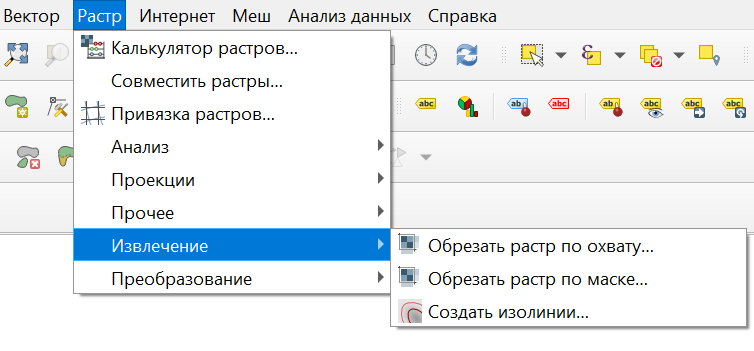 Вектор Растр Интернет Меш Анализ данных Справка
Калькулятор растров...
Совместить растры...
Привязка растров...
Анализ
Проекции
Прочее
Извлечение
Преобразование
Обрезать растр по охвату...
Обрезать растр по маске...
Создать изолинии...
abc abc abc ab abc abc abc